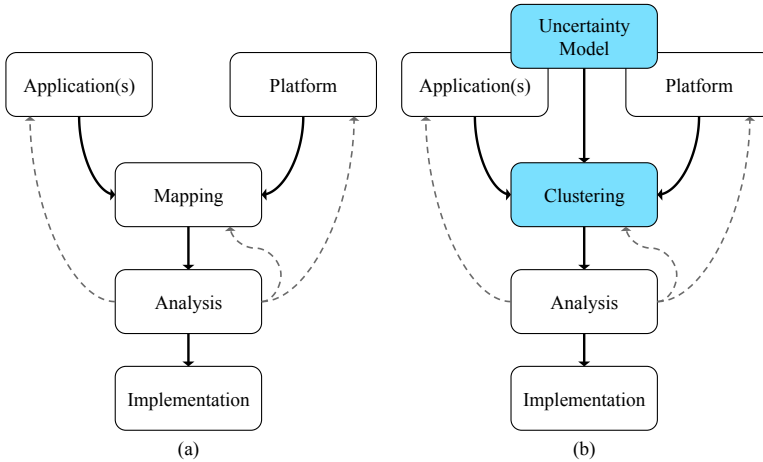 Application(s)
Platform
Mapping
Analysis
Implementation
(a)
Uncertainty
Model
Application(s)
Platform
Clustering
Analysis
Implementation
(b)